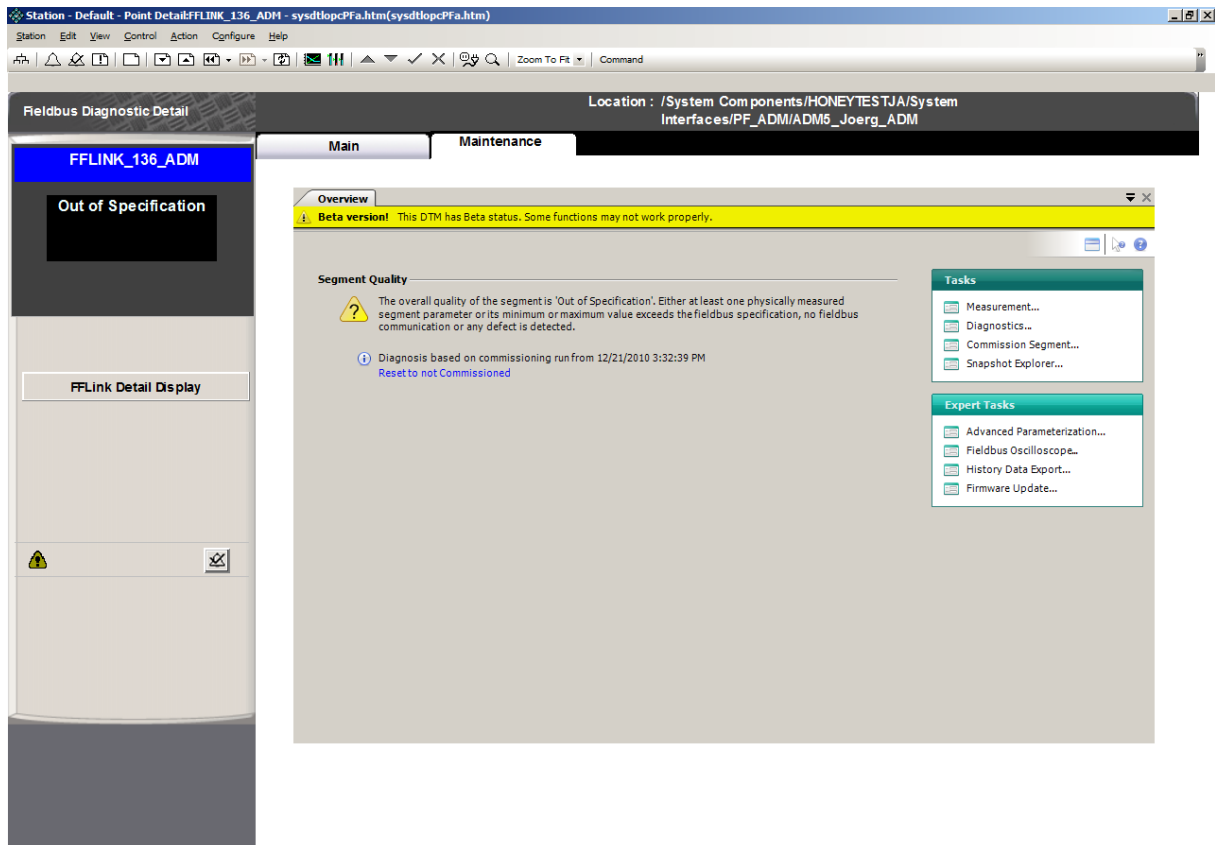 Station - Default - Point Detail:FFLINK_136_ADM - sysdtlopcPFa.htm(sysdtlopcPFa.htm)
Station Edit View Control Action Configure Help
Zoom To Fit Command
Fieldbus Diagnostic Detail
Location : /System Components/HONEYTESTJA/System
Interfaces/PF_ADM/ADM5_Joerg_ADM
Main Maintenance
FFLINK_136_ADM
Out of Specification
FFLink Detail Display
Overview
Beta version! This DTM has Beta status. Some functions may not work properly.
Segment Quality
The overall quality of the segment is 'Out of Specification'. Either at least one physically measured
segment parameter or its minimum or maximum value exceeds the fieldbus specification, no fieldbus
communication or any defect is detected.
Diagnosis based on commissioning run from 12/21/2010 3:32:39 PM
Reset to not Commissioned
Tasks
Measurement...
Diagnostics...
Commission Segment...
Snapshot Explorer...
Expert Tasks
Advanced Parameterization...
Fieldbus Oscilloscope...
History Data Export...
Firmware Update...